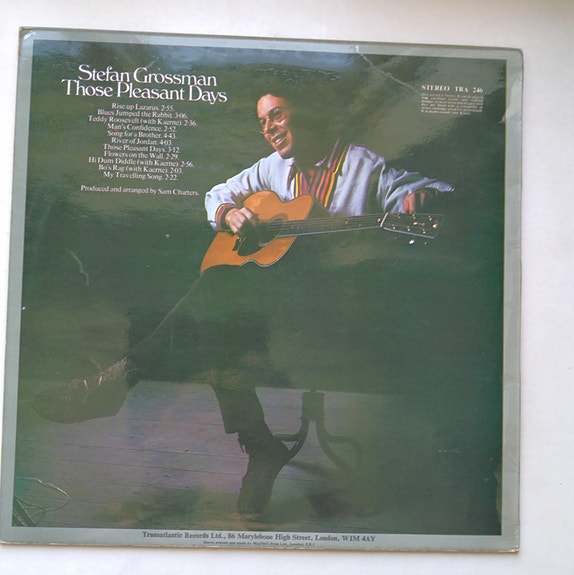 Stefan Grossman
Those Pleasant Days
Rise up Lazarus. 2·55.
Blues Jumped the Rabbit. 3·06.
Teddy Roosevelt (with Kaerne). 2·36.
Man's Confidence. 2·52.
Song for a Brother. 4·43.
River of Jordan. 4·03.
Those Pleasant Days. 3·12
Flowers on the Wall. 2·29.
Hi Dum Diddle (with Kaerne). 2·56.
Bo's Rag (with Kaerne). 2·03.
My Travelling Song. 2·22.
Produced and arranged by Sam Charters.
STEREO TRA 246
Transatlantic Records Ltd., 86 Marylebone High Street, London, W1M 4AY